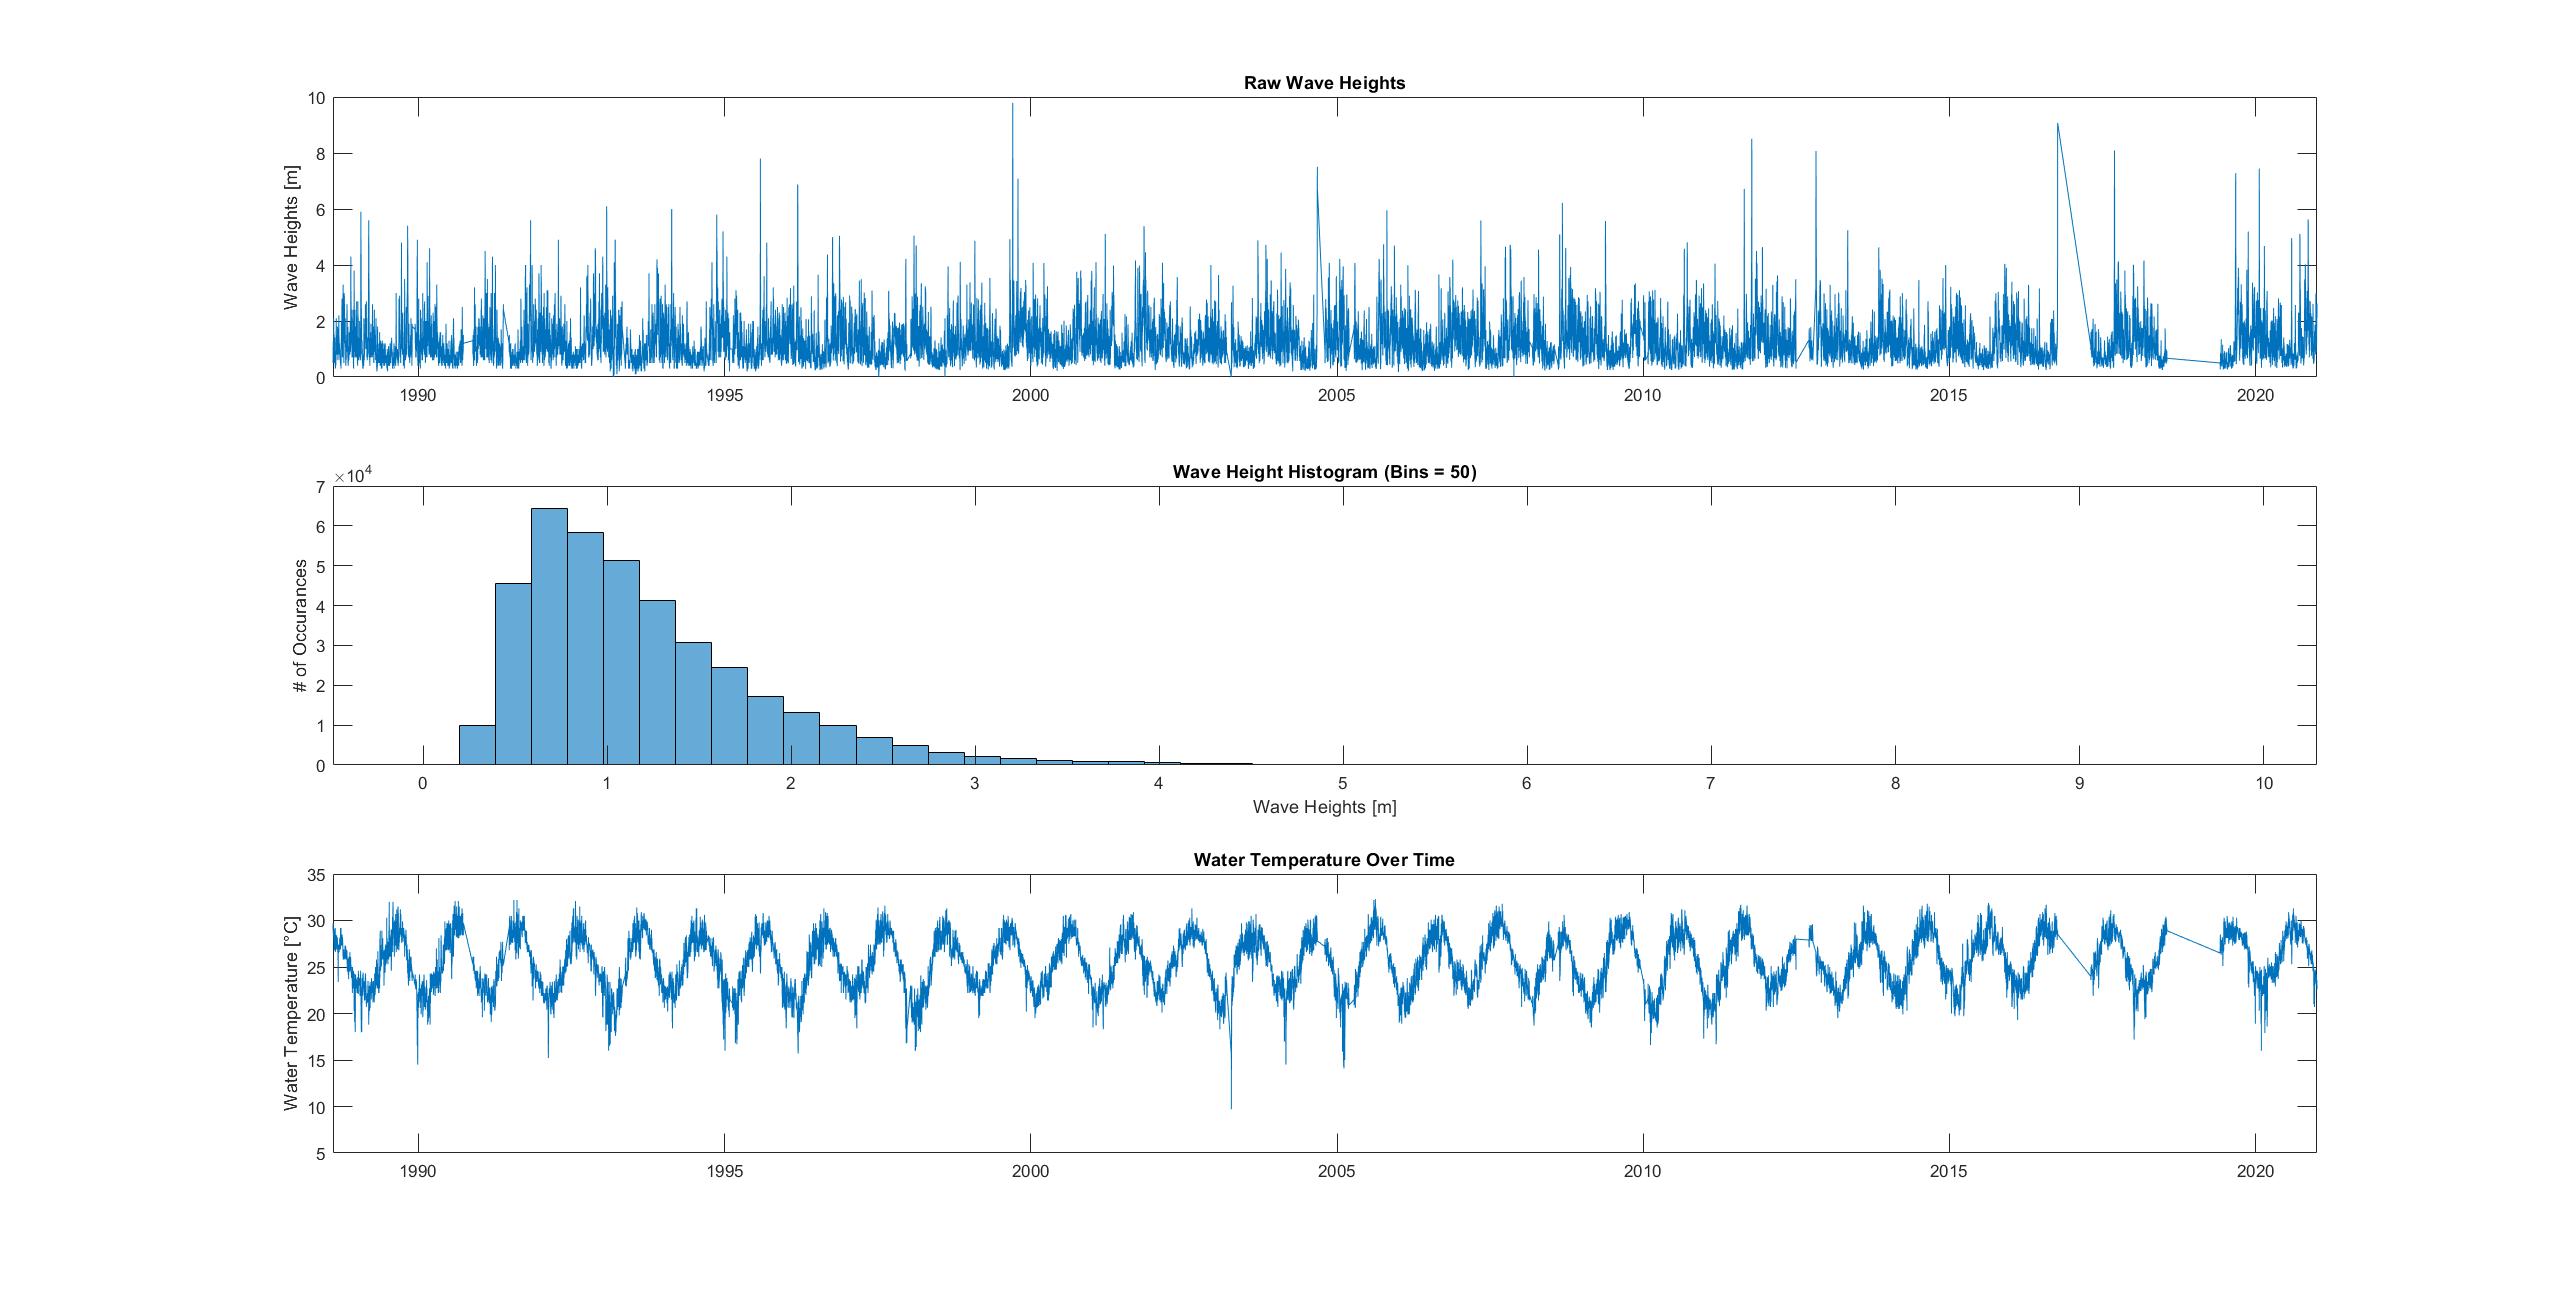 Raw Wave Heights
Wave Heights [m]
10
8
6
4
2
0
1990 1995 2000 2005 2010 2015 2020
Wave Height Histogram (Bins = 50)
×10⁴
# of Occurances
7
6
5
4
3
2
1
0
0 1 2 3 4 5 6 7 8 9 10
Wave Heights [m]
Water Temperature Over Time
Water Temperature [°C]
35
30
25
20
15
10
5
1990 1995 2000 2005 2010 2015 2020